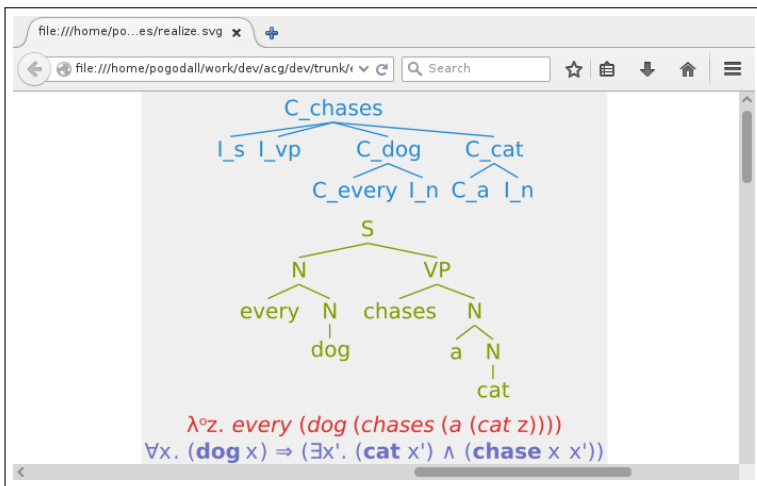 file:///home/po...es/realize.svg
file:///home/pogodall/work/dev/acg/dev/trunk/e
Search
C_chases
I_s I_vp C_dog C_cat
C_every I_n C_a I_n
S
N VP
every N chases N
dog a N
cat
λ°z. every (dog (chases (a (cat z))))
∀x. (dog x) ⇒ (∃x'. (cat x') ∧ (chase x x'))